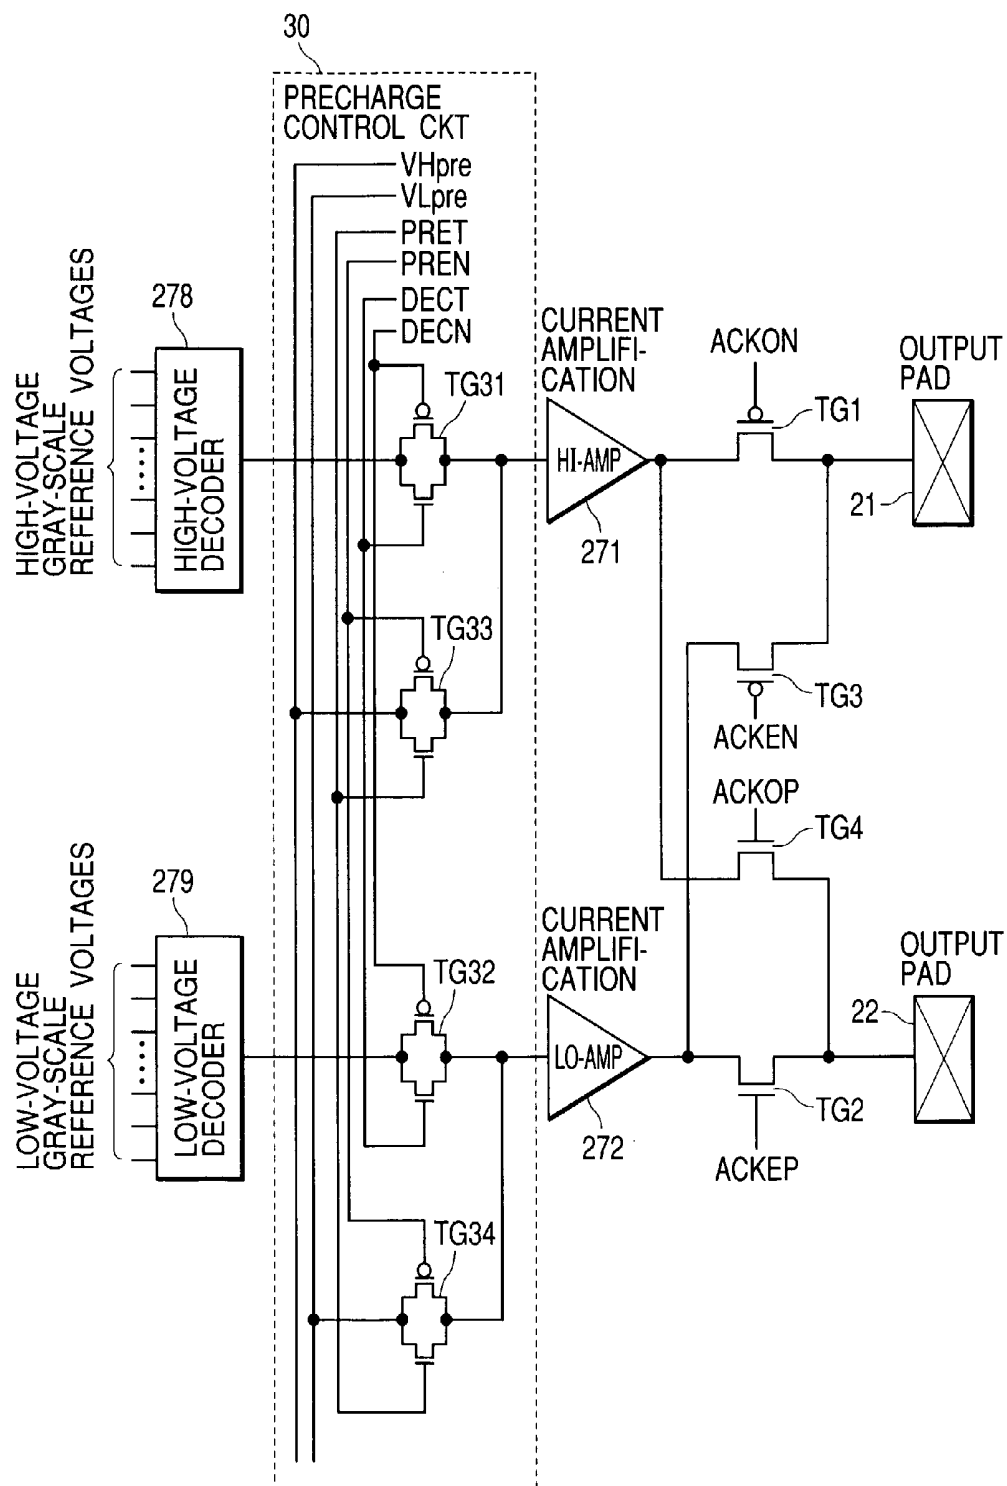 30
PRECHARGE
CONTROL CKT
VHpre
VLpre
PRET
PREN
DECT
DECN
HIGH-VOLTAGE
GRAY-SCALE
REFERENCE VOLTAGES
278
HIGH-VOLTAGE
DECODER
TG31
CURRENT
AMPLIFI-
CATION
HI-AMP
271
ACKON
TG1
OUTPUT
PAD
21
TG33
TG3
ACKEN
ACKOP
TG4
LOW-VOLTAGE
GRAY-SCALE
REFERENCE VOLTAGES
279
LOW-VOLTAGE
DECODER
TG32
CURRENT
AMPLIFI-
CATION
LO-AMP
272
TG2
ACKEP
OUTPUT
PAD
22
TG34